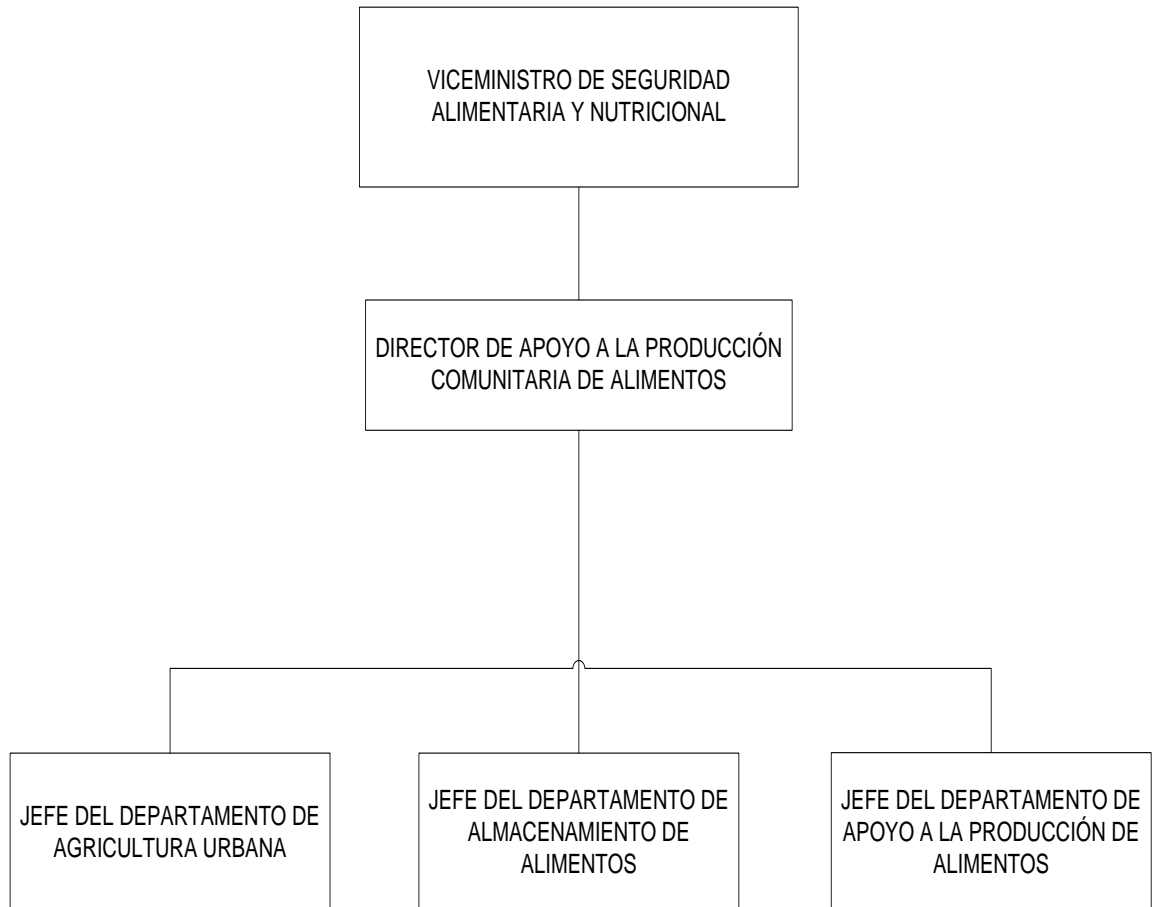 VICEMINISTRO DE SEGURIDAD
ALIMENTARIA Y NUTRICIONAL
DIRECTOR DE APOYO A LA PRODUCCIÓN
COMUNITARIA DE ALIMENTOS
JEFE DEL DEPARTAMENTO DE
AGRICULTURA URBANA
JEFE DEL DEPARTAMENTO DE
ALMACENAMIENTO DE
ALIMENTOS
JEFE DEL DEPARTAMENTO DE
APOYO A LA PRODUCCIÓN DE
ALIMENTOS